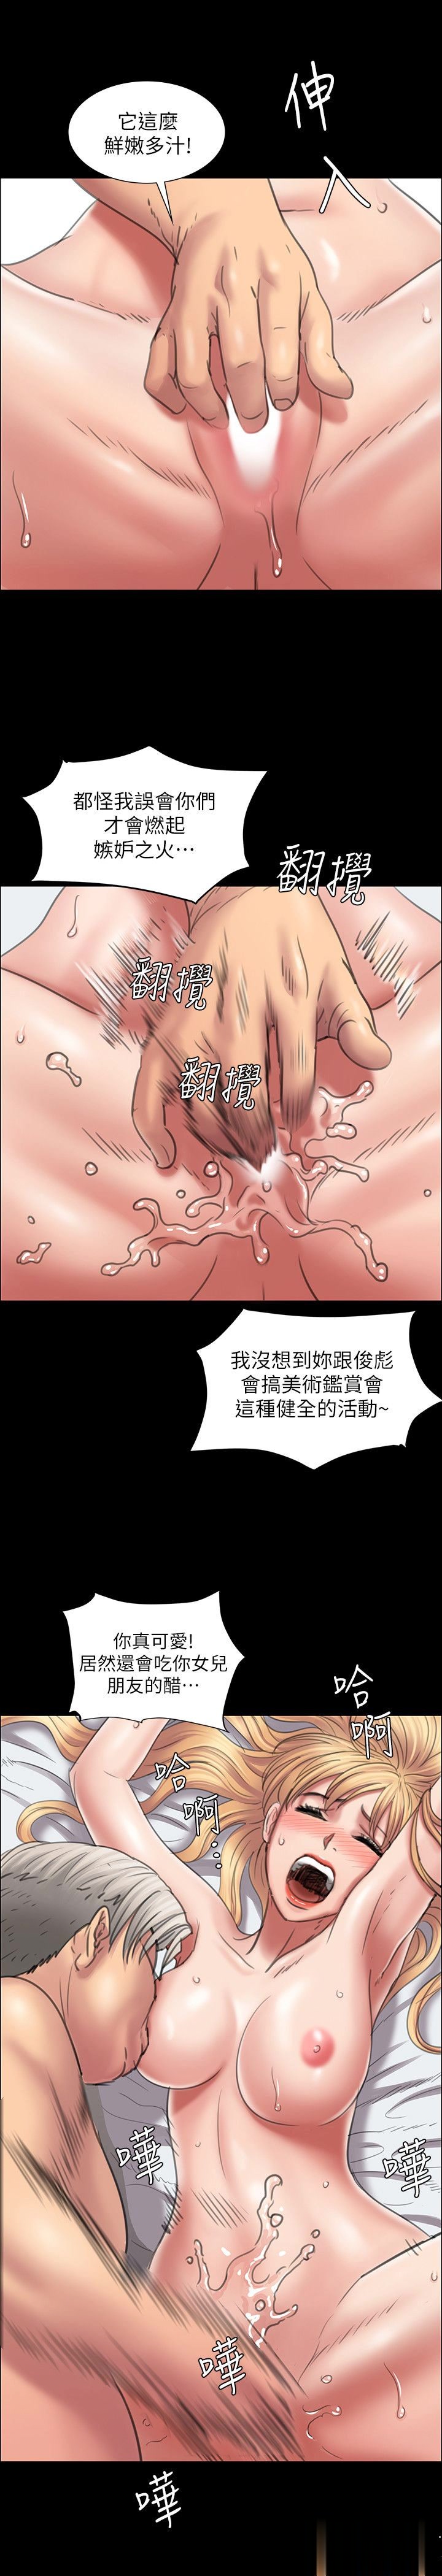 伸
入
它這麼
鮮嫩多汁!
都怪我誤會你們
才會燃起
嫉妒之火⋯
翻攪
翻攪
翻攪
我沒想到妳跟俊彪
會搞美術鑑賞會
這種健全的活動~
你真可愛!
居然還會吃你女兒
朋友的醋⋯
哈
啊
哈
啊⋯
嘩
嘩
嘩
嘩